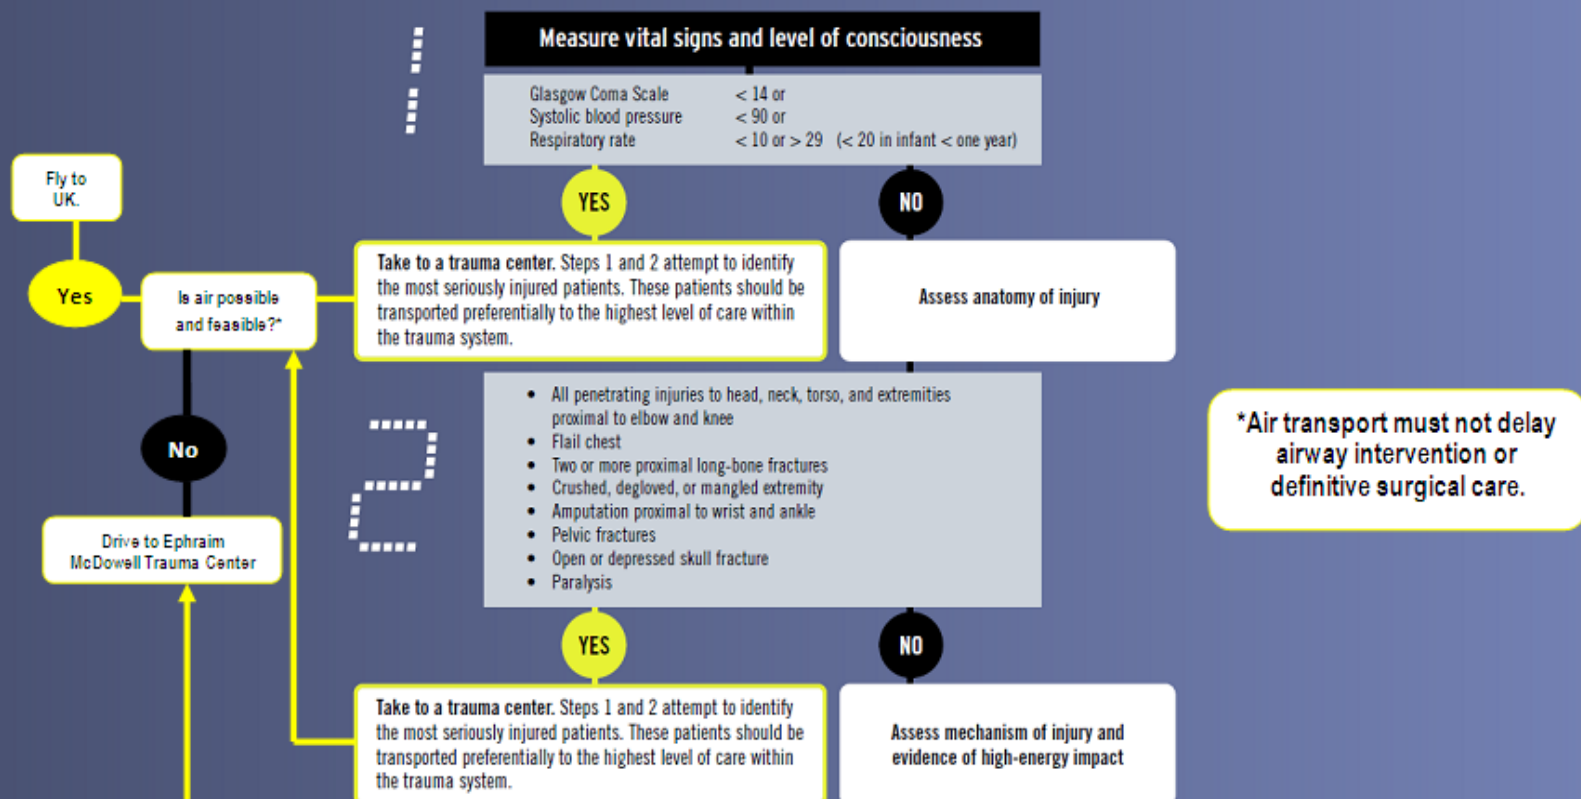 1
Measure vital signs and level of consciousness
Glasgow Coma Scale < 14 or
Systolic blood pressure < 90 or
Respiratory rate < 10 or > 29 (< 20 in infant < one year)
YES
NO
Fly to
UK.
Yes
Is air possible
and feasible?*
Take to a trauma center. Steps 1 and 2 attempt to identify
the most seriously injured patients. These patients should be
transported preferentially to the highest level of care within
the trauma system.
Assess anatomy of injury
No
Drive to Ephraim
McDowell Trauma Center
2
• All penetrating injuries to head, neck, torso, and extremities
proximal to elbow and knee
• Flail chest
• Two or more proximal long-bone fractures
• Crushed, degloved, or mangled extremity
• Amputation proximal to wrist and ankle
• Pelvic fractures
• Open or depressed skull fracture
• Paralysis
*Air transport must not delay
airway intervention or
definitive surgical care.
YES
NO
Take to a trauma center. Steps 1 and 2 attempt to identify
the most seriously injured patients. These patients should be
transported preferentially to the highest level of care within
the trauma system.
Assess mechanism of injury and
evidence of high-energy impact